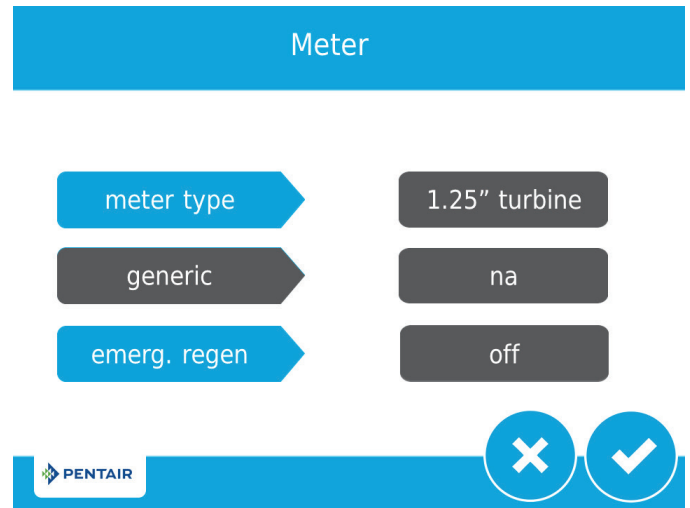 Meter
meter type
1.25” turbine
generic
na
emerg. regen
off
PENTAIR